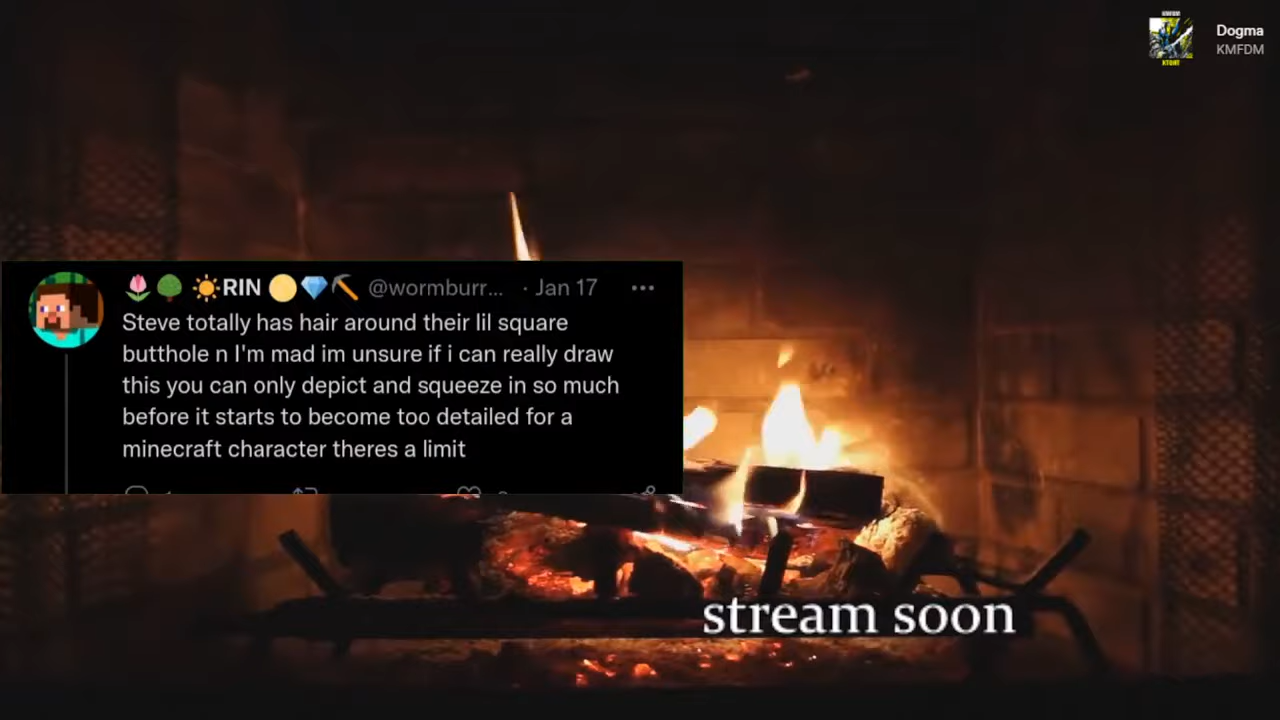 Dogma
KMFDM
🌷🌳 ☀️RIN 🟡💎⛏️ @wormburr... · Jan 17
Steve totally has hair around their lil square
butthole n I'm mad im unsure if i can really draw
this you can only depict and squeeze in so much
before it starts to become too detailed for a
minecraft character theres a limit
stream soon